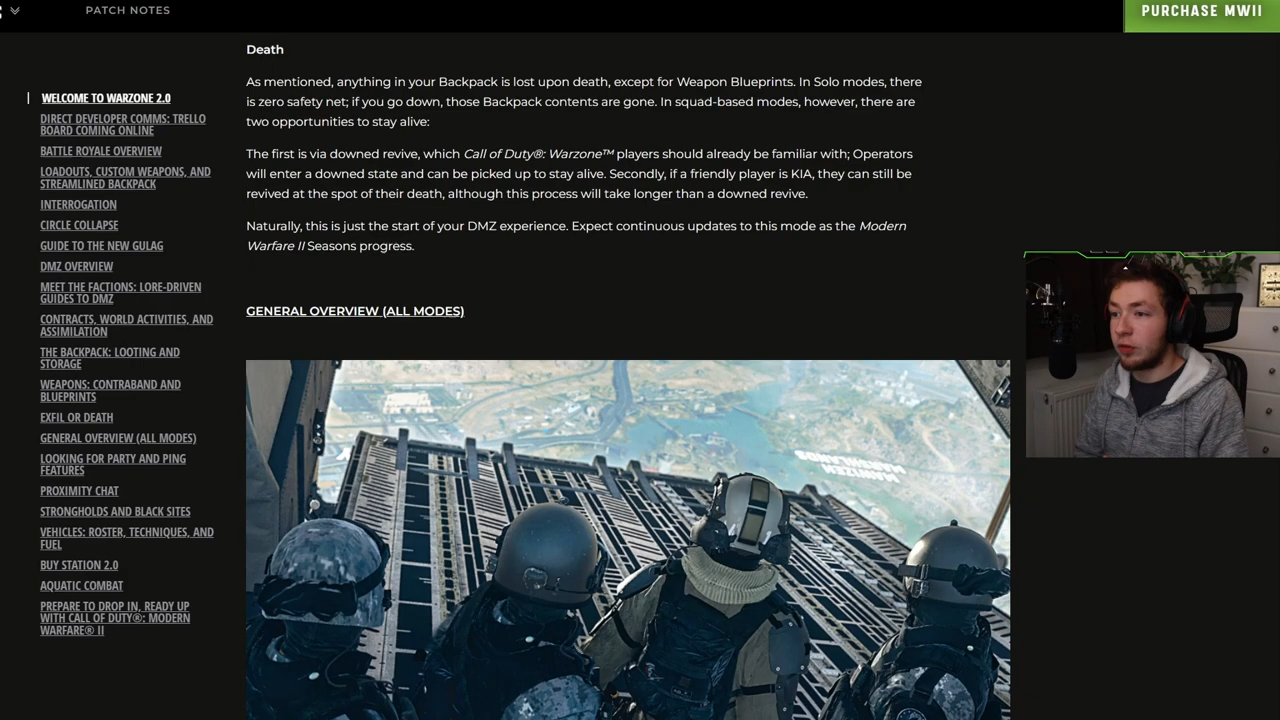 PATCH NOTES
PURCHASE MWII
WELCOME TO WARZONE 2.0
DIRECT DEVELOPER COMMS: TRELLO
BOARD COMING ONLINE
BATTLE ROYALE OVERVIEW
LOADOUTS, CUSTOM WEAPONS, AND
STREAMLINED BACKPACK
INTERROGATION
CIRCLE COLLAPSE
GUIDE TO THE NEW GULAG
DMZ OVERVIEW
MEET THE FACTIONS: LORE-DRIVEN
GUIDES TO DMZ
CONTRACTS, WORLD ACTIVITIES, AND
ASSIMILATION
THE BACKPACK: LOOTING AND
STORAGE
WEAPONS: CONTRABAND AND
BLUEPRINTS
EXFIL OR DEATH
GENERAL OVERVIEW (ALL MODES)
LOOKING FOR PARTY AND PING
FEATURES
PROXIMITY CHAT
STRONGHOLDS AND BLACK SITES
VEHICLES: ROSTER, TECHNIQUES, AND
FUEL
BUY STATION 2.0
AQUATIC COMBAT
PREPARE TO DROP IN, READY UP
WITH CALL OF DUTY®: MODERN
WARFARE® II
Death
As mentioned, anything in your Backpack is lost upon death, except for Weapon Blueprints. In Solo modes, there
is zero safety net; if you go down, those Backpack contents are gone. In squad-based modes, however, there are
two opportunities to stay alive:
The first is via downed revive, which Call of Duty®: Warzone™ players should already be familiar with; Operators
will enter a downed state and can be picked up to stay alive. Secondly, if a friendly player is KIA, they can still be
revived at the spot of their death, although this process will take longer than a downed revive.
Naturally, this is just the start of your DMZ experience. Expect continuous updates to this mode as the Modern
Warfare II Seasons progress.
GENERAL OVERVIEW (ALL MODES)